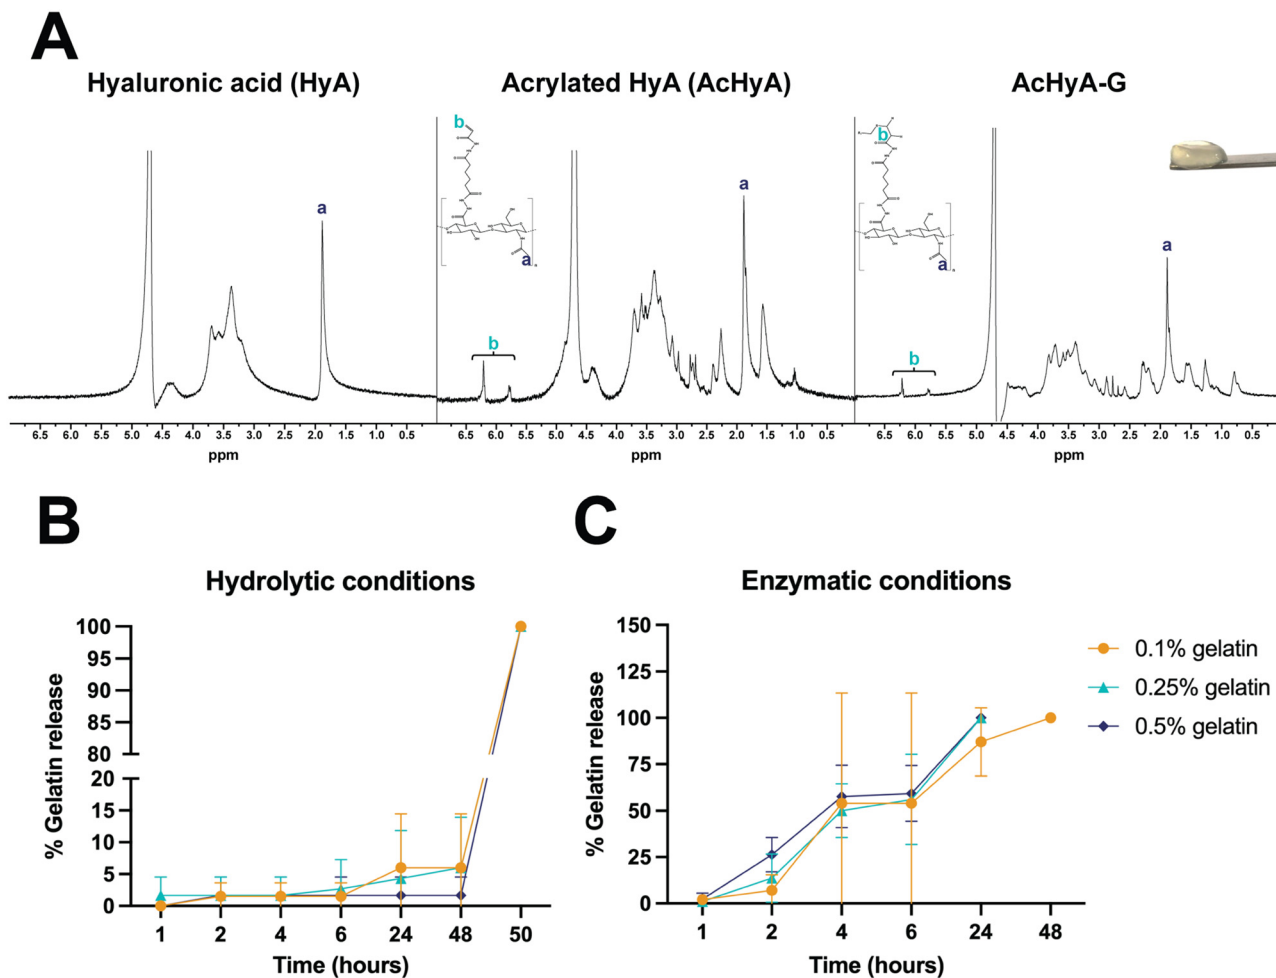 A
Hyaluronic acid (HyA)
Acrylated HyA (AcHyA)
AcHyA-G
b
b
a
a
a
a
a
b
b
6.5 6.0 5.5 5.0 4.5 4.0 3.5 3.0 2.5 2.0 1.5 1.0 0.5
6.5 6.0 5.5 5.0 4.5 4.0 3.5 3.0 2.5 2.0 1.5 1.0 0.5
6.5 6.0 5.5 5.0 4.5 4.0 3.5 3.0 2.5 2.0 1.5 1.0 0.5
ppm
ppm
ppm
B
Hydrolytic conditions
% Gelatin release
100
95
90
85
80
20
15
10
5
0
1 2 4 6 24 48 50
Time (hours)
C
Enzymatic conditions
% Gelatin release
150
125
100
75
50
25
0
1 2 4 6 24 48
Time (hours)
0.1% gelatin
0.25% gelatin
0.5% gelatin